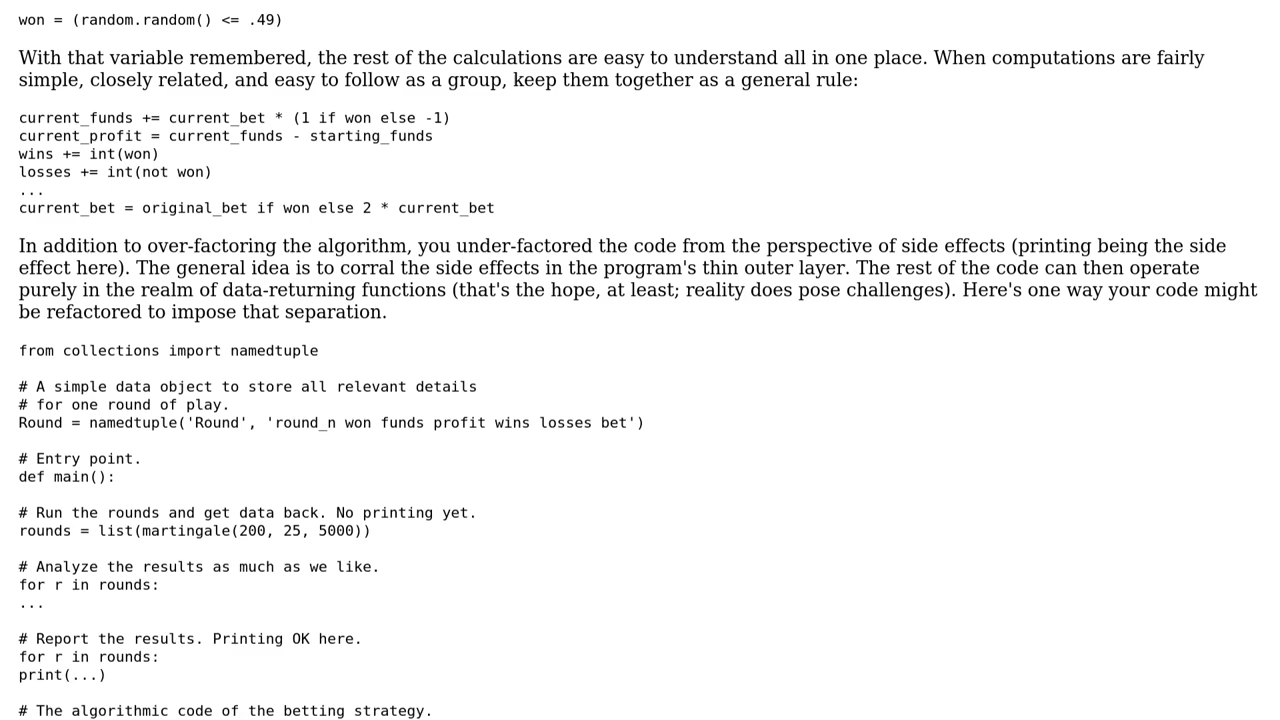 won = (random.random() <= .49)
With that variable remembered, the rest of the calculations are easy to understand all in one place. When computations are fairly
simple, closely related, and easy to follow as a group, keep them together as a general rule:
current_funds += current_bet * (1 if won else -1)
current_profit = current_funds - starting_funds
wins += int(won)
losses += int(not won)
...
current_bet = original_bet if won else 2 * current_bet
In addition to over-factoring the algorithm, you under-factored the code from the perspective of side effects (printing being the side
effect here). The general idea is to corral the side effects in the program's thin outer layer. The rest of the code can then operate
purely in the realm of data-returning functions (that's the hope, at least; reality does pose challenges). Here's one way your code might
be refactored to impose that separation.
from collections import namedtuple
# A simple data object to store all relevant details
# for one round of play.
Round = namedtuple('Round', 'round_n won funds profit wins losses bet')
# Entry point.
def main():
# Run the rounds and get data back. No printing yet.
rounds = list(martingale(200, 25, 5000))
# Analyze the results as much as we like.
for r in rounds:
...
# Report the results. Printing OK here.
for r in rounds:
print(...)
# The algorithmic code of the betting strategy.